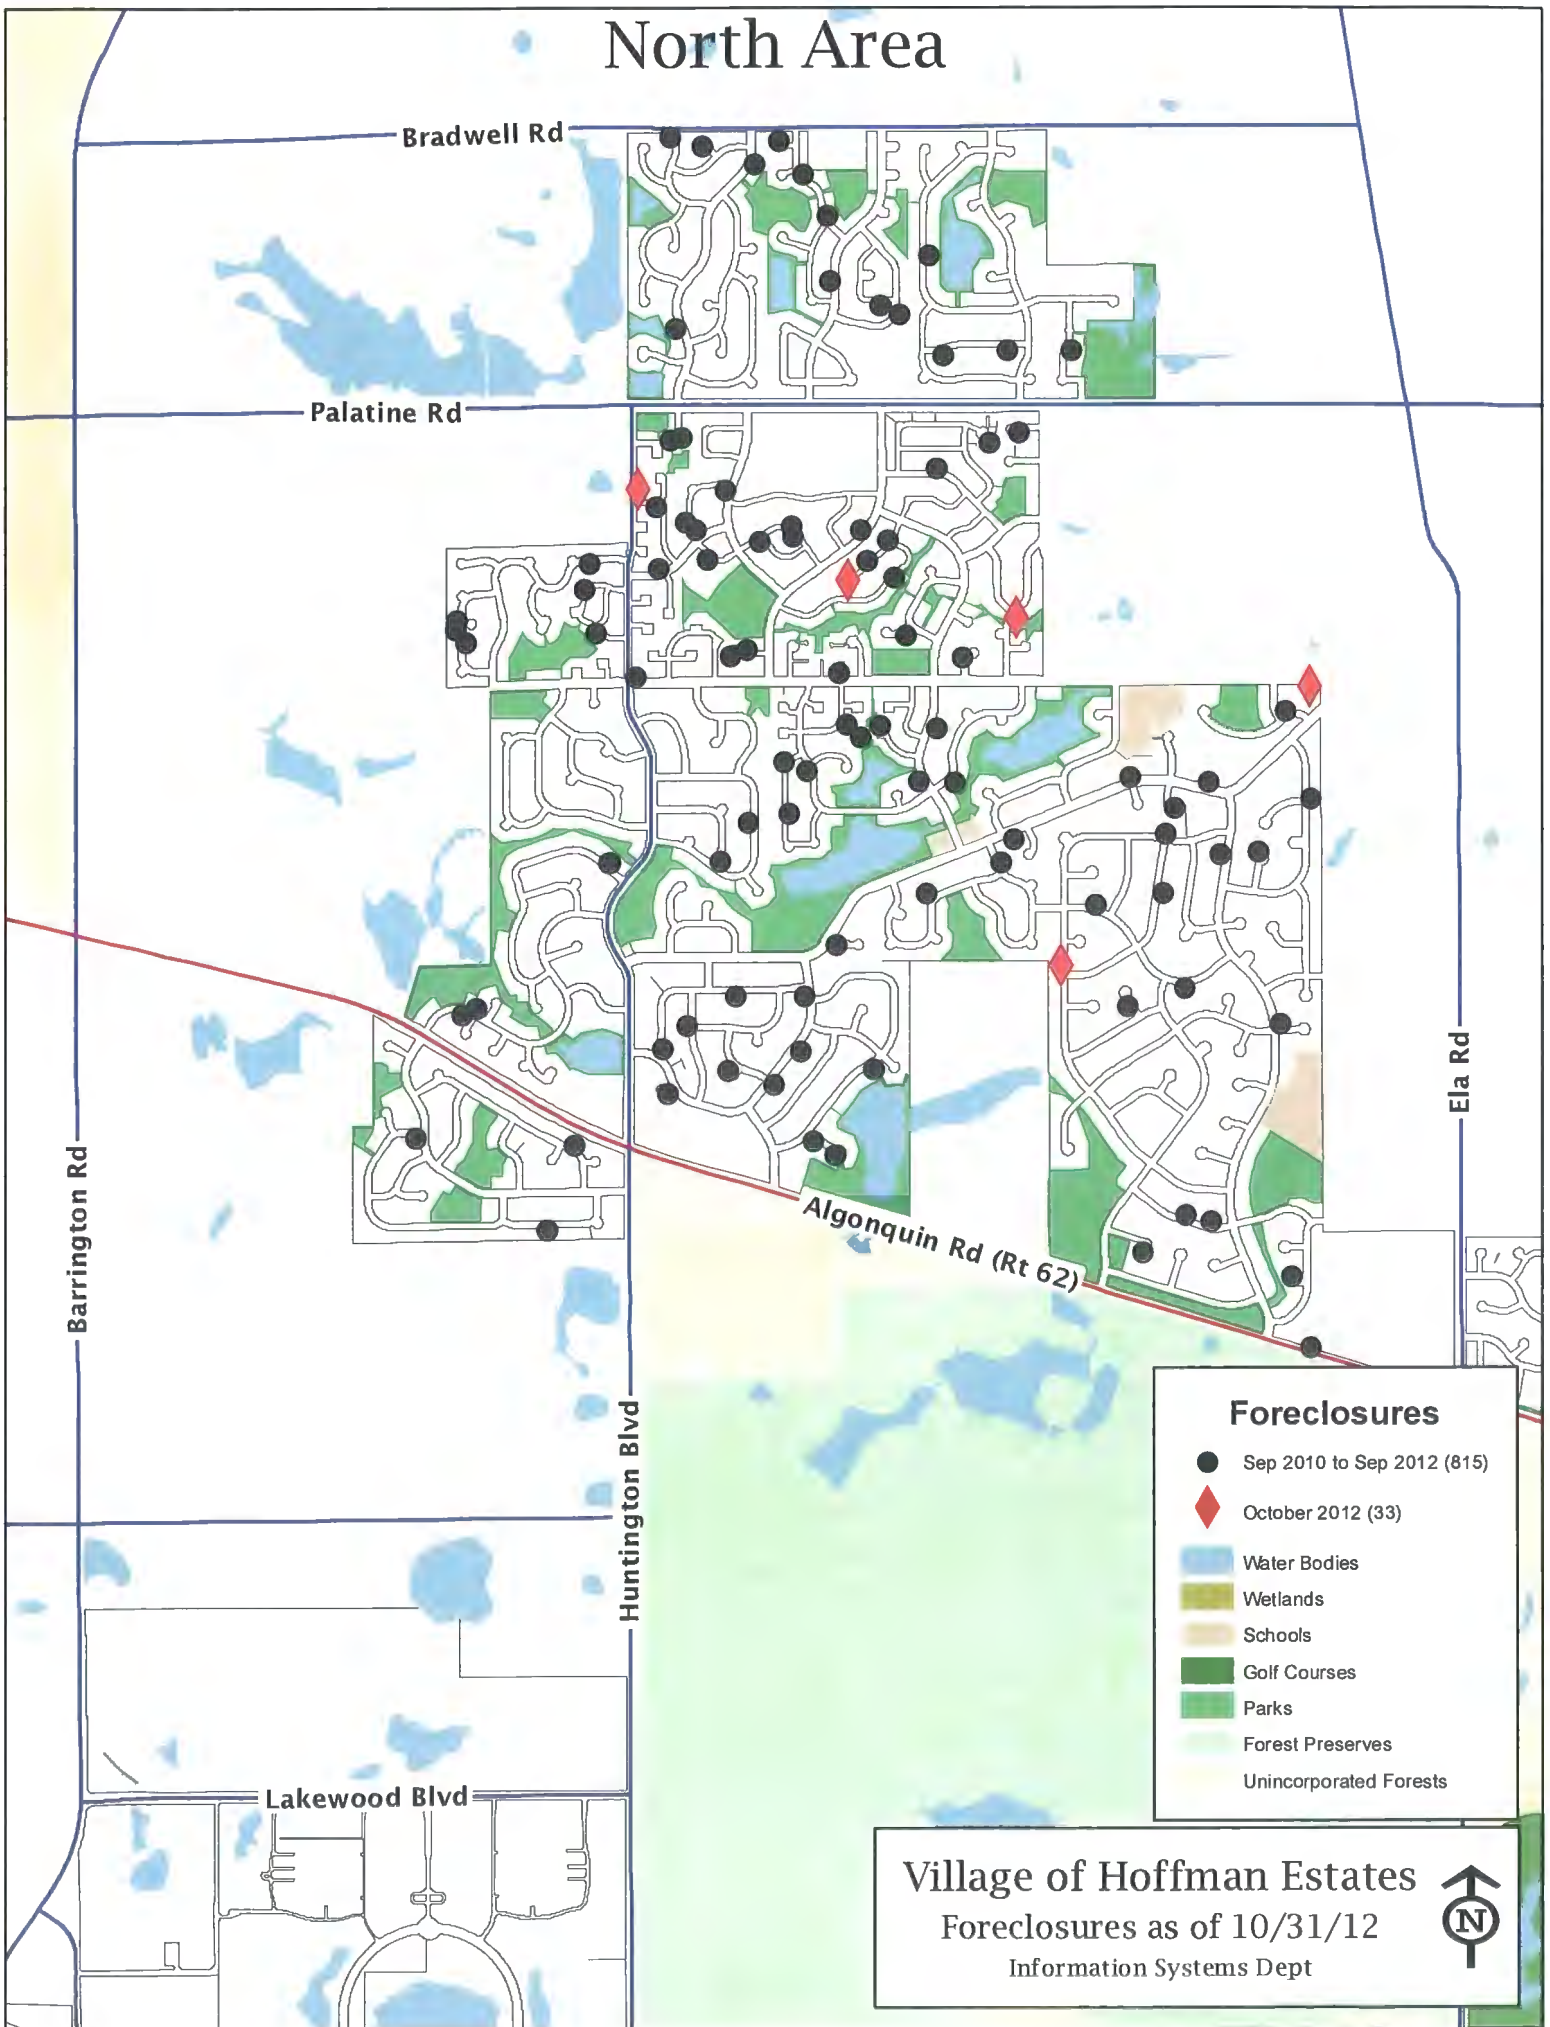 North Area
Bradwell Rd
Palatine Rd
Ela Rd
Barrington Rd
Algonquin Rd (Rt 62)
Huntington Blvd
Foreclosures
Sep 2010 to Sep 2012 (815)
October 2012 (33)
Water Bodies
Wetlands
Schools
Golf Courses
Parks
Forest Preserves
Unincorporated Forests
Lakewood Blvd
Village of Hoffman Estates
Foreclosures as of 10/31/12
Information Systems Dept
N